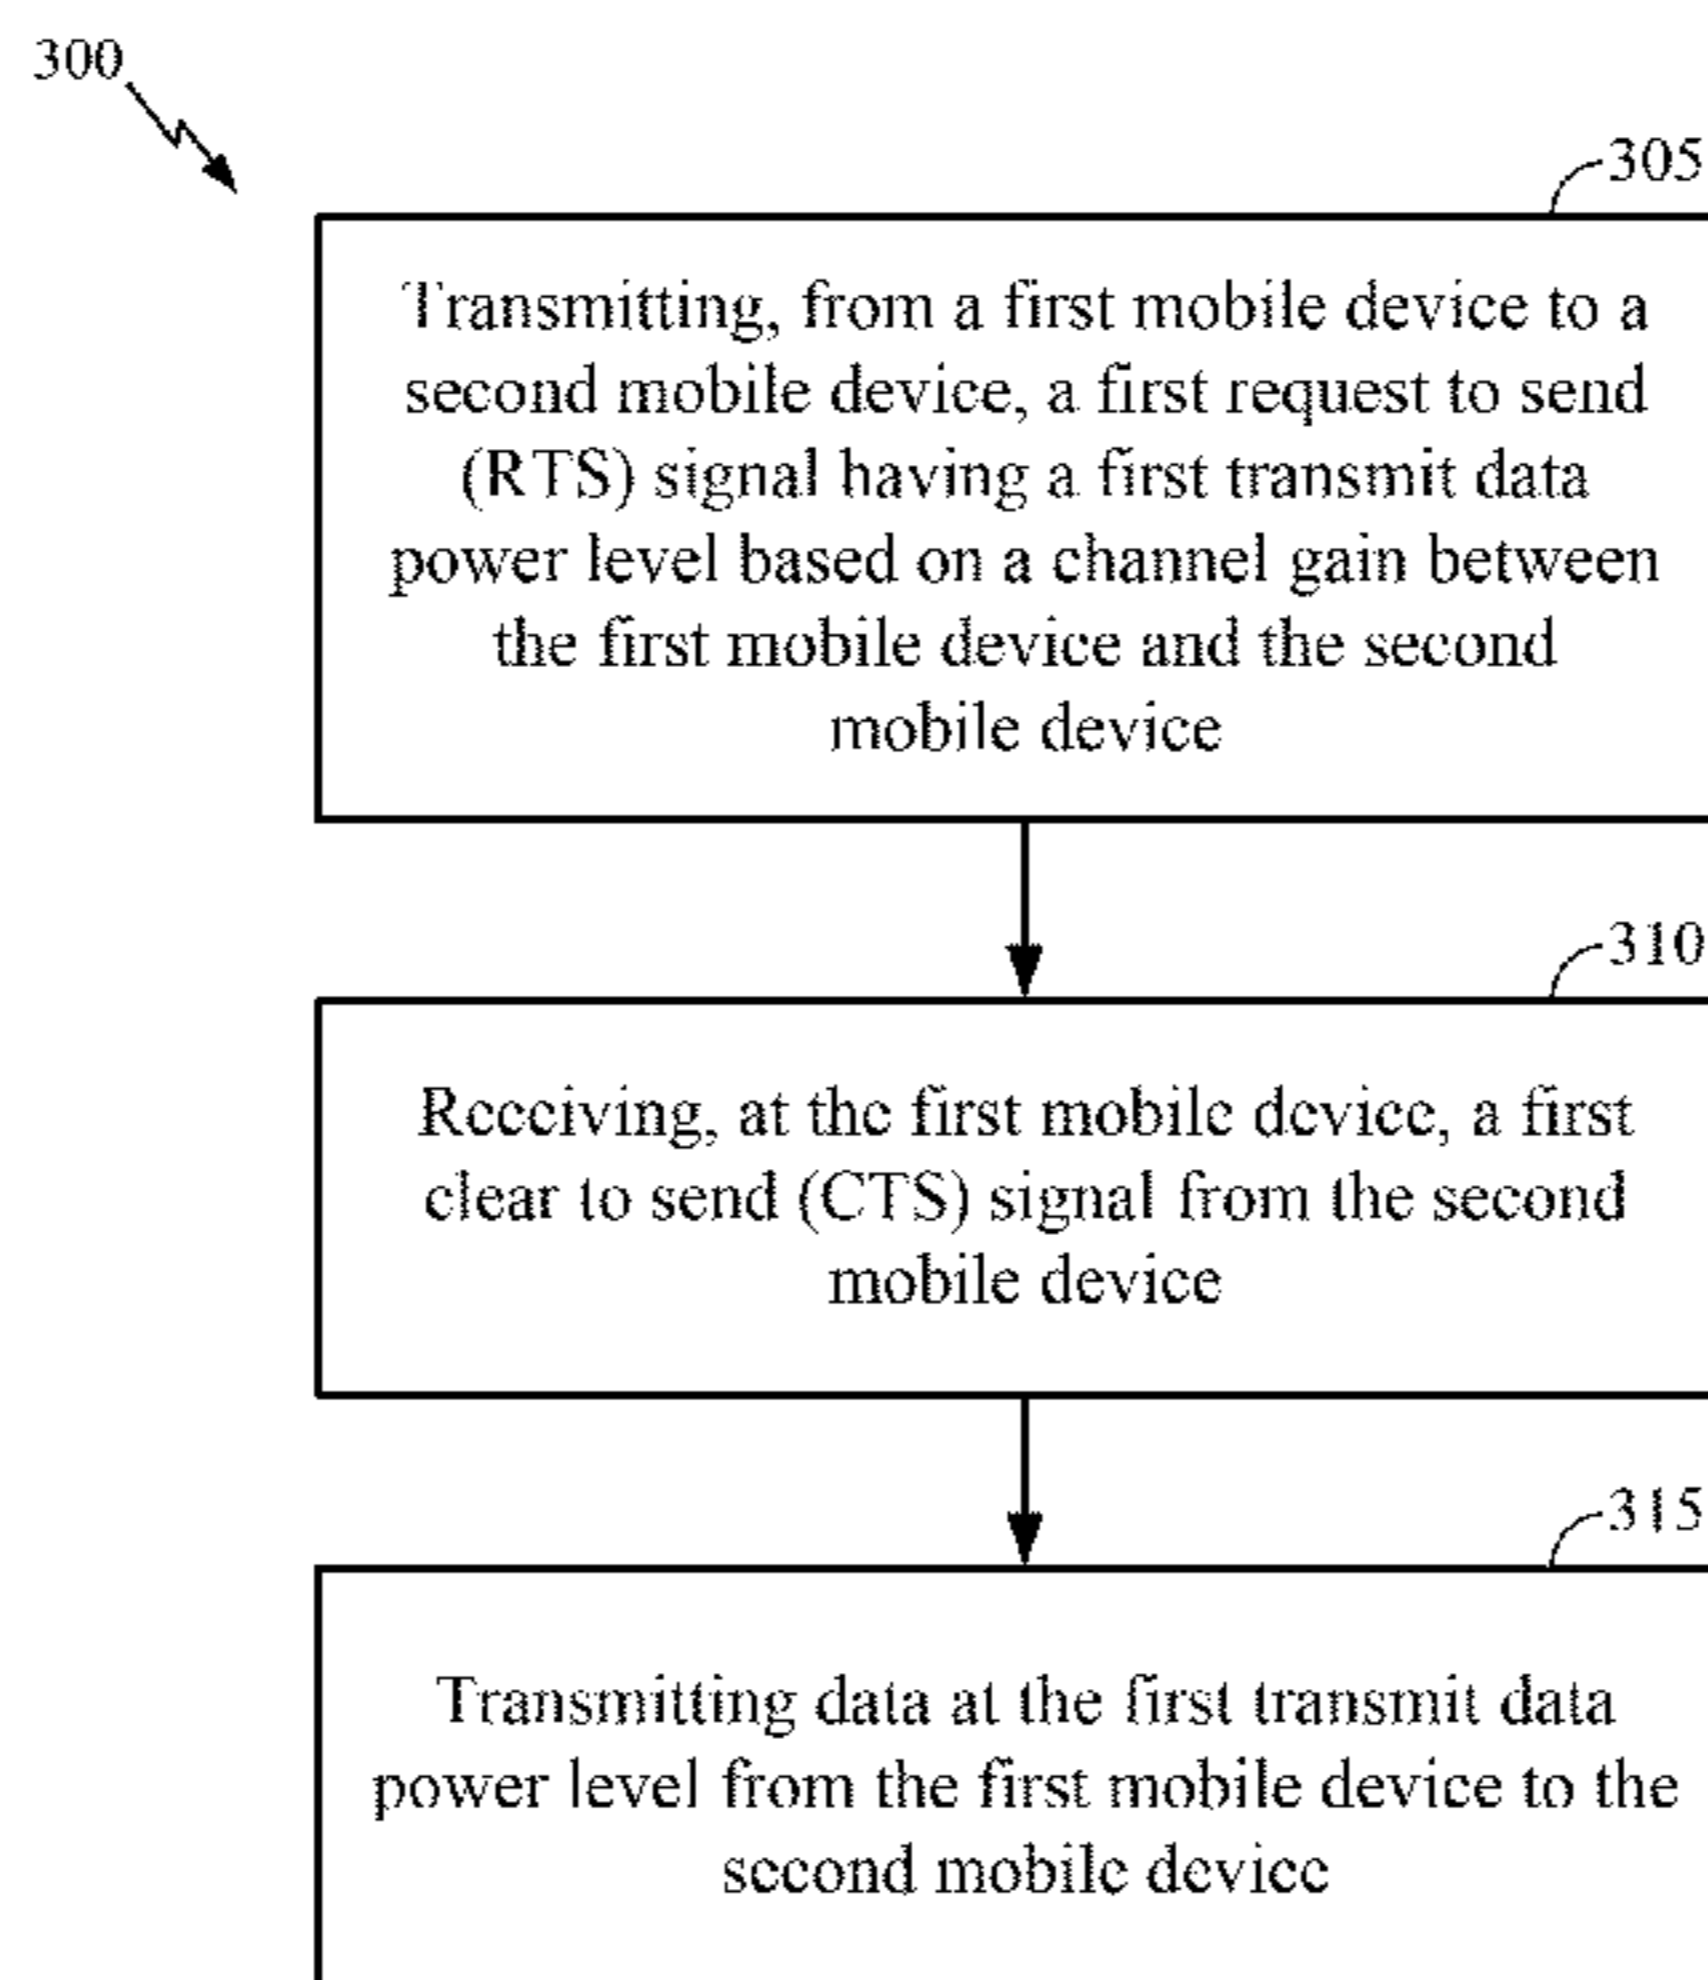 300
305
Transmitting, from a first mobile device to a
second mobile device, a first request to send
(RTS) signal having a first transmit data
power level based on a channel gain between
the first mobile device and the second
mobile device
310
Receiving, at the first mobile device, a first
clear to send (CTS) signal from the second
mobile device
315
Transmitting data at the first transmit data
power level from the first mobile device to the
second mobile device